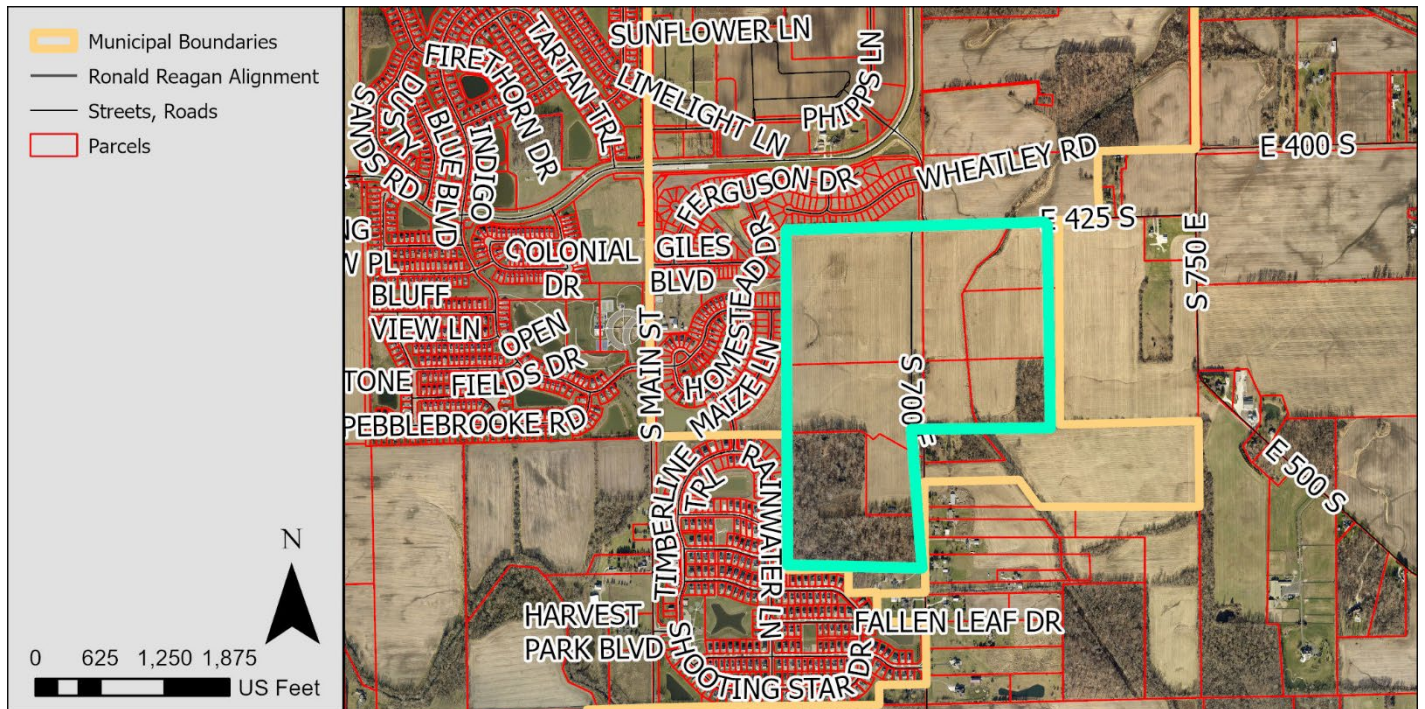 Municipal Boundaries
Ronald Reagan Alignment
Streets, Roads
Parcels
N
0 625 1,250 1,875
US Feet
SUNFLOWER LN
TARTAN TRL
FIRETHORN DR
LIMELIGHT LN
PHIPPS LN
DUSTY
SANDS RD
BLUE BLVD
INDIGO
E 400 S
WHEATLEY RD
FERGUSON DR
E 425 S
NG
W PL
COLONIAL
DR
GILES
BLVD
HOMESTEAD DR
S 750 E
BLUFF
VIEW LN
OPEN
FIELDS DR
S MAIN ST
MAIZE LN
S 700 E
TONE
PEBBLEBROOKE RD
E 500 S
TIMBERLINE
TRL
RAINWATER LN
HARVEST
PARK BLVD
SHOOTING STAR DR
FALLEN LEAF DR